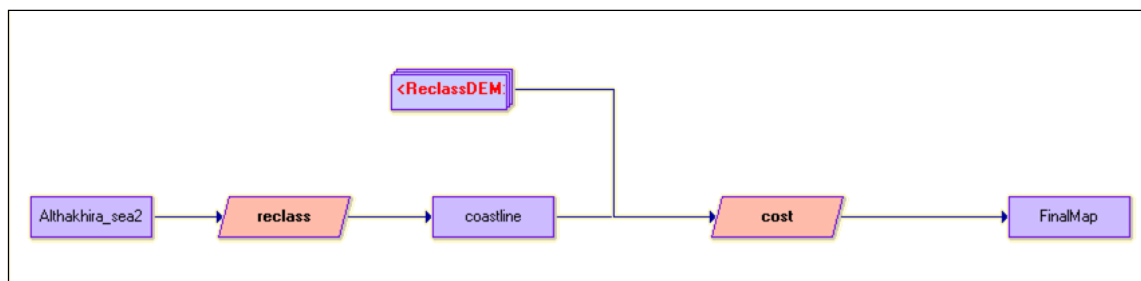 <ReclassDEM:
Althakhira_sea2
reclass
coastline
cost
FinalMap